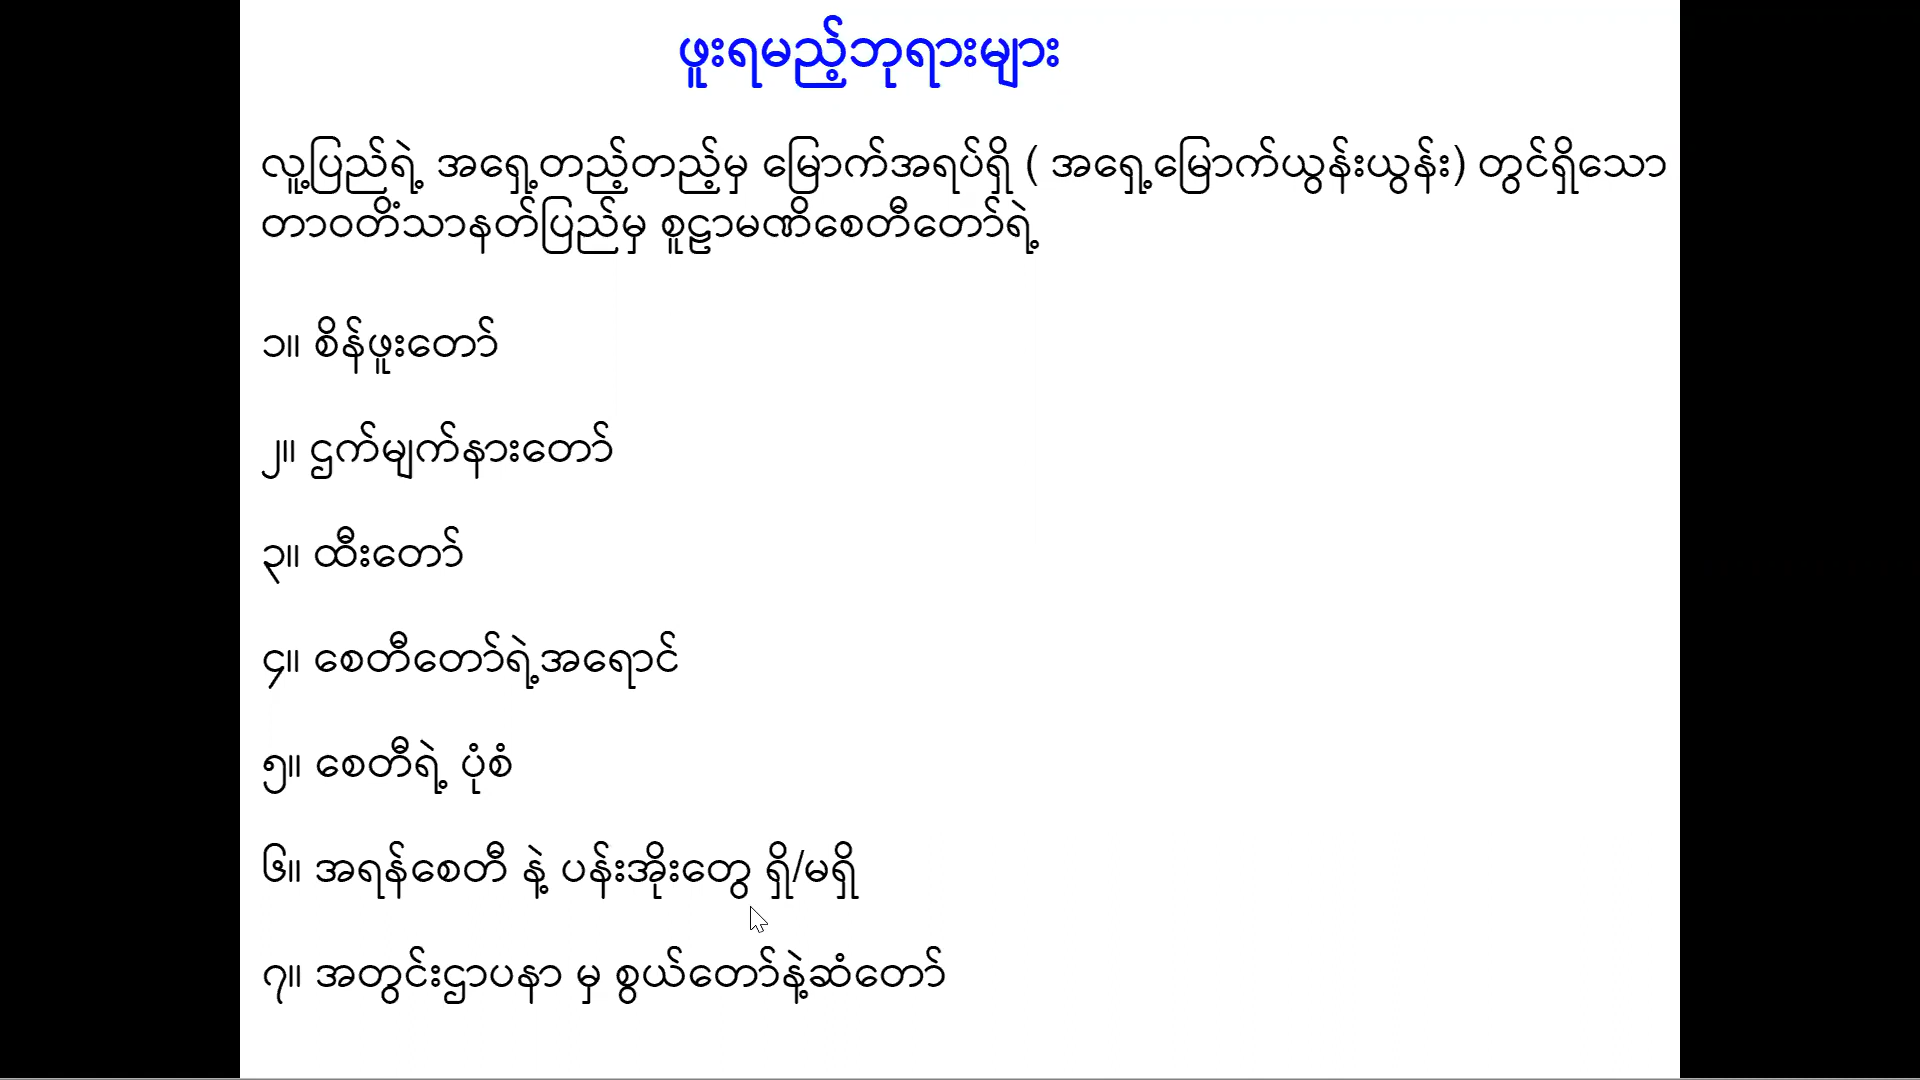 ဖူးရမည့်ဘုရားများ
လူ့ပြည်ရဲ့ အရှေ့တည့်တည့်မှ မြောက်အရပ်ရှိ ( အရှေ့မြောက်ယွန်းယွန်း) တွင်ရှိသော
တာဝတိံသာနတ်ပြည်မှ စူဠာမဏိစေတီတော်ရဲ့
၁။ စိန်ဖူးတော်
၂။ ဌက်မျက်နားတော်
၃။ ထီးတော်
၄။ စေတီတော်ရဲ့အရောင်
၅။ စေတီရဲ့ ပုံစံ
၆။ အရန်စေတီ နဲ့ ပန်းအိုးတွေ ရှိ/မရှိ
၇။ အတွင်းဌာပနာ မှ စွယ်တော်နဲ့ဆံတော်